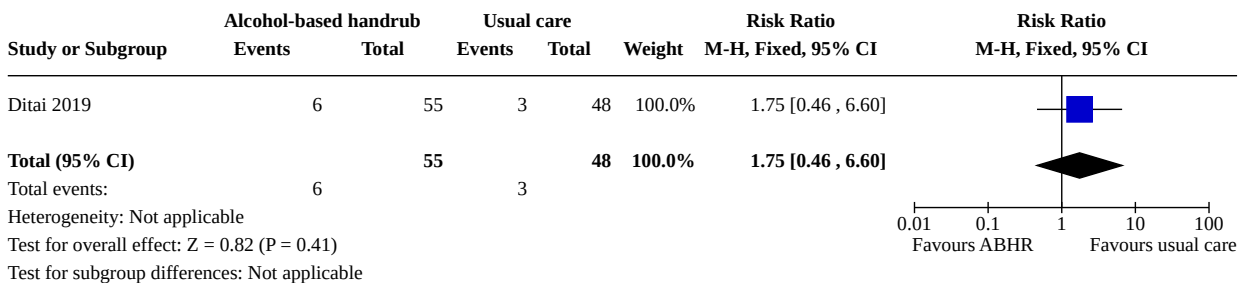 Alcohol-based handrub Usual care Risk Ratio Risk Ratio
Study or Subgroup Events Total Events Total Weight M-H, Fixed, 95% CI M-H, Fixed, 95% CI
Ditai 2019 6 55 3 48 100.0% 1.75 [0.46 , 6.60]
Total (95% CI) 55 48 100.0% 1.75 [0.46 , 6.60]
Total events: 6 3
Heterogeneity: Not applicable
Test for overall effect: Z = 0.82 (P = 0.41)
Test for subgroup differences: Not applicable
0.01 0.1 1 10 100
Favours ABHR Favours usual care